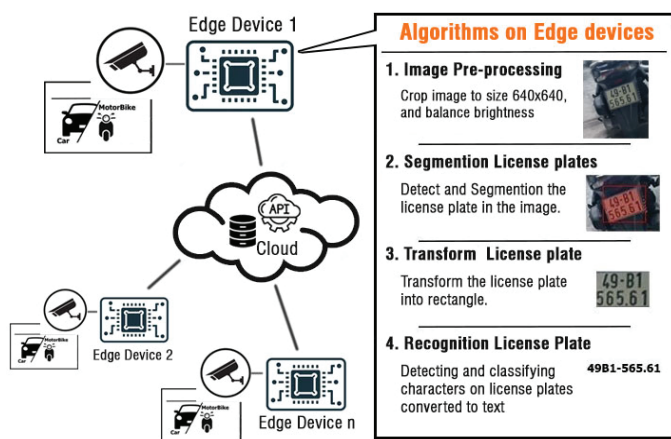 Edge Device 1
MotorBike
Car
API
Cloud
MotorBike
Car
Edge Device 2
MotorBike
Car
Edge Device n
Algorithms on Edge devices
1. Image Pre-processing
Crop image to size 640x640,
and balance brightness
49-B1
565.61
2. Segmention License plates
Detect and Segmention the
license plate in the image.
49-B1
565.61
3. Transform License plate
Transform the license plate
into rectangle.
49-B1
565.61
4. Recognition License Plate
Detecting and classifying
characters on license plates
converted to text
49B1-565.61